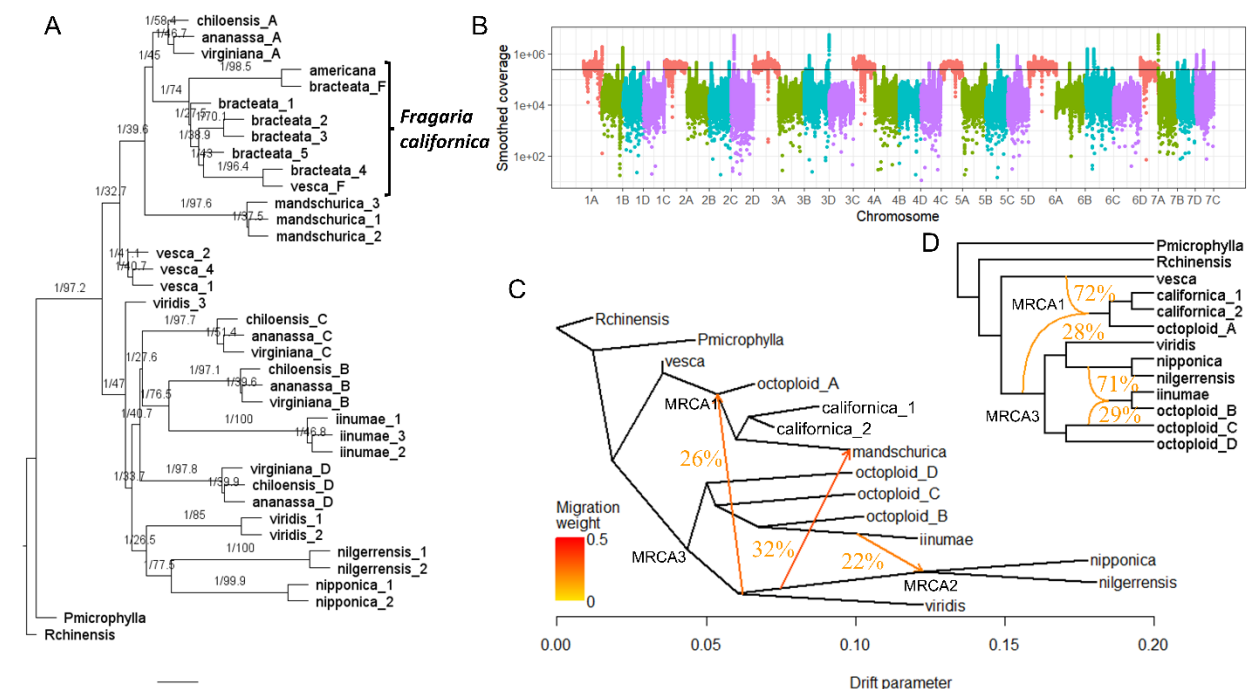 A
1/58.4
chiloensis_A
1/46.7
ananassa_A
1/45
virginiana_A
1/98.5
americana
1/74
bracteata_F
bracteata_1
1/70.1
bracteata_2
1/38.9
bracteata_3
1/39.6
1/43
bracteata_5
1/96.4
bracteata_4
vesca_F
Fragaria
californica
1/32.7
1/97.6
mandschurica_3
1/37.5
mandschurica_1
mandschurica_2
1/41.1
vesca_2
1/40.7
vesca_4
vesca_1
1/97.2
viridis_3
1/97.7
chiloensis_C
1/51.4
ananassa_C
virginiana_C
1/27.6
1/97.1
chiloensis_B
1/39.6
ananassa_B
1/47
1/76.5
virginiana_B
1/40.7
1/100
iinumae_1
1/46.8
iinumae_3
iinumae_2
1/97.8
virginiana_D
1/39.9
chiloensis_D
1/33.7
ananassa_D
1/85
viridis_1
viridis_2
1/26.5
1/100
nilgerrensis_1
1/77.5
nilgerrensis_2
1/99.9
nipponica_1
nipponica_2
Pmicrophylla
Rchinensis
B
Smoothed coverage
1e+06
1e+04
1e+02
1A 1B 1D 1C 2A 2B 2C 2D 3A 3B 3D 3C 4A 4B 4D 4C 5A 5B 5C 5D 6A 6B 6C 6D 7A 7B 7D 7C
Chromosome
C
Rchinensis
Pmicrophylla
vesca
octoploid_A
MRCA1
californica_1
californica_2
mandschurica
26%
octoploid_D
octoploid_C
octoploid_B
iinumae
32%
22%
MRCA3
nipponica
MRCA2
nilgerrensis
viridis
Migration
weight
0.5
0
0.00 0.05 0.10 0.15 0.20
Drift parameter
D
Pmicrophylla
Rchinensis
vesca
MRCA1
72%
californica_1
californica_2
28%
octoploid_A
viridis
nipponica
71%
nilgerrensis
iinumae
MRCA3
29%
octoploid_B
octoploid_C
octoploid_D